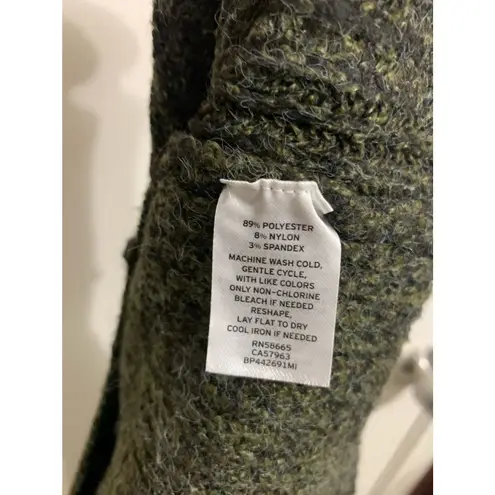 89% POLYESTER
8% NYLON
3% SPANDEX
MACHINE WASH COLD,
GENTLE CYCLE,
WITH LIKE COLORS
ONLY NON-CHLORINE
BLEACH IF NEEDED
RESHAPE,
LAY FLAT TO DRY
COOL IRON IF NEEDED
RN58665
CA57963
BP442691MI